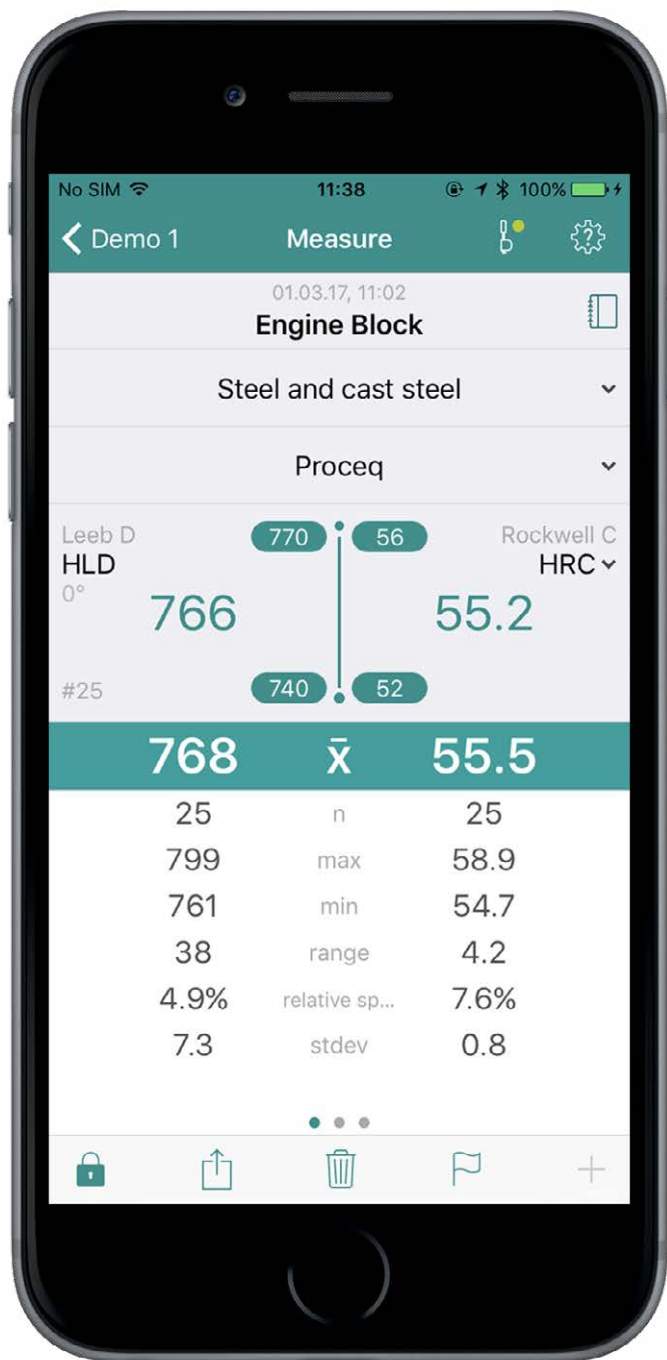 No SIM 11:38 100%
Demo 1 Measure
01.03.17, 11:02
Engine Block
Steel and cast steel
Proceq
Leeb D 770 56 Rockwell C
HLD HRC
0° 766 55.2
#25 740 52
768 x̄ 55.5
25 n 25
799 max 58.9
761 min 54.7
38 range 4.2
4.9% relative sp... 7.6%
7.3 stdev 0.8